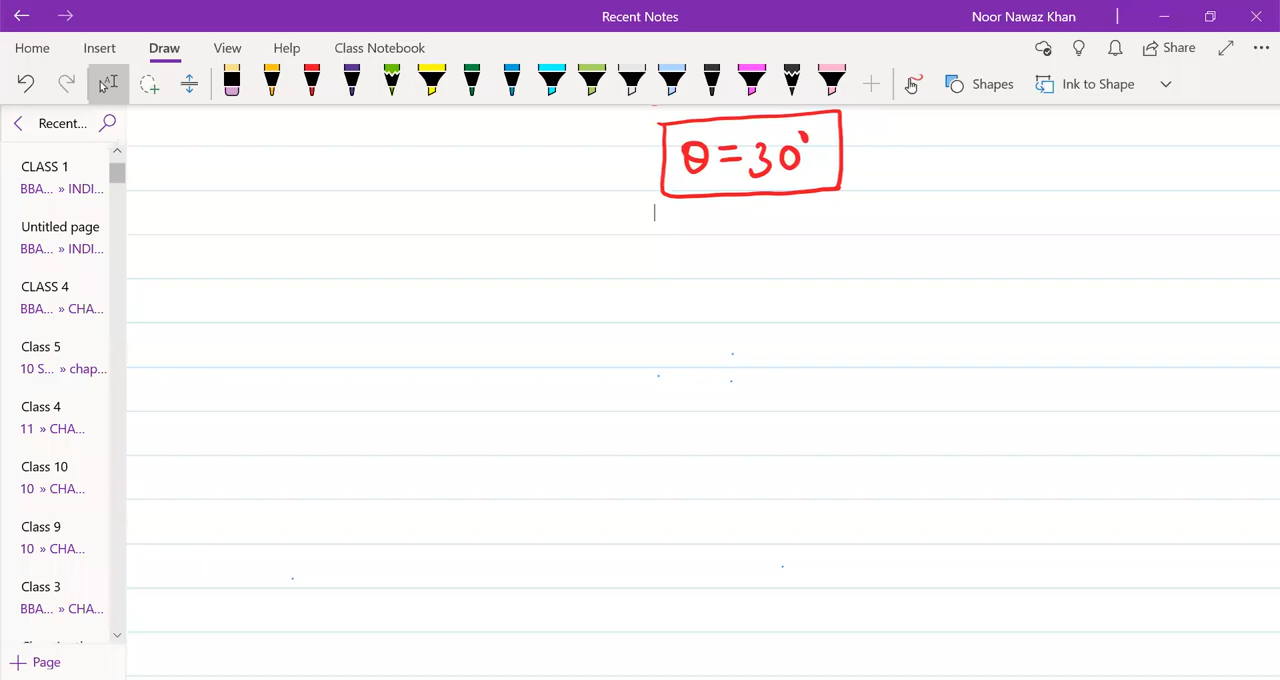 Recent Notes
Noor Nawaz Khan
Home Insert Draw View Help Class Notebook
Share
Shapes
Ink to Shape
Recent...
CLASS 1
BBA... » INDI...
Untitled page
BBA... » INDI...
CLASS 4
BBA... » CHA...
Class 5
10 S... » chap...
Class 4
11 » CHA...
Class 10
10 » CHA...
Class 9
10 » CHA...
Class 3
BBA... » CHA...
Page
θ = 30°